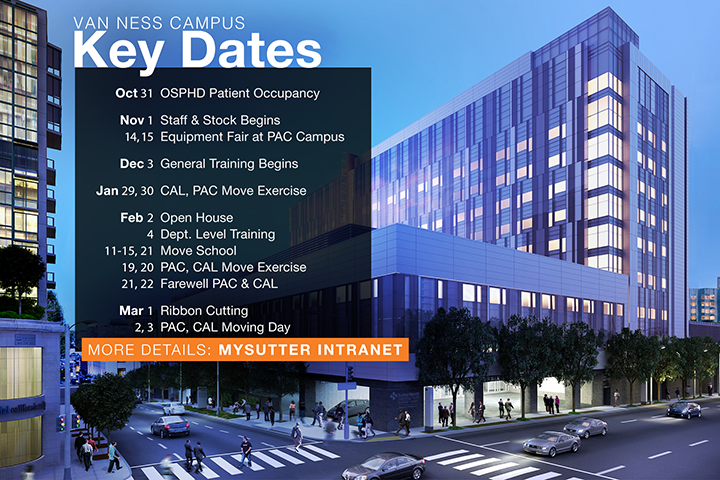 VAN NESS CAMPUS
Key Dates
Oct 31 OSPHD Patient Occupancy
Nov 1 Staff & Stock Begins
14, 15 Equipment Fair at PAC Campus
Dec 3 General Training Begins
Jan 29, 30 CAL, PAC Move Exercise
Feb 2 Open House
4 Dept. Level Training
11-15, 21 Move School
19, 20 PAC, CAL Move Exercise
21, 22 Farewell PAC & CAL
Mar 1 Ribbon Cutting
2, 3 PAC, CAL Moving Day
MORE DETAILS: MYSUTTER INTRANET